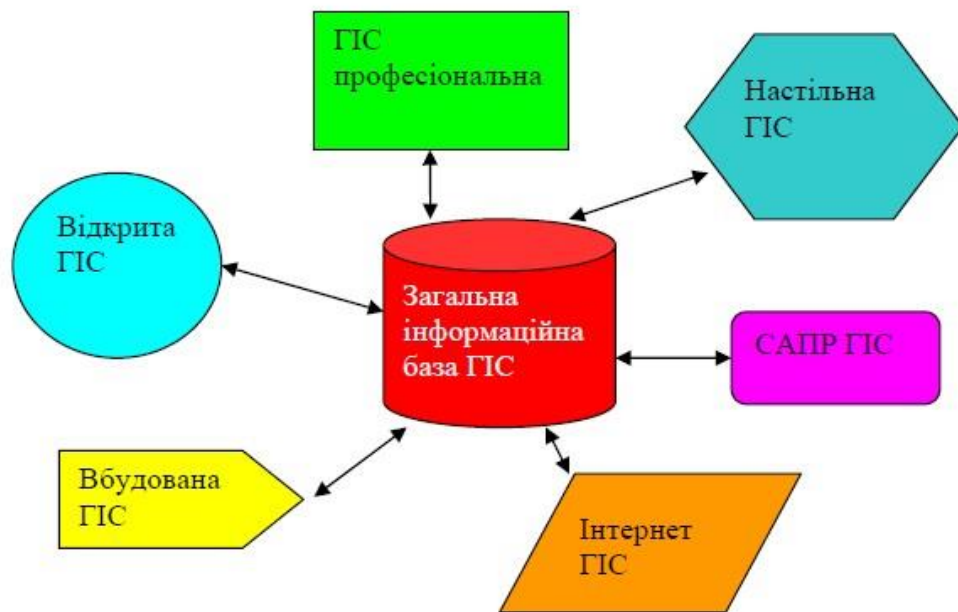 ГІС
професіональна
Настільна
ГІС
Відкрита
ГІС
Загальна
інформаційна
база ГІС
САПР ГІС
Вбудована
ГІС
Інтернет
ГІС